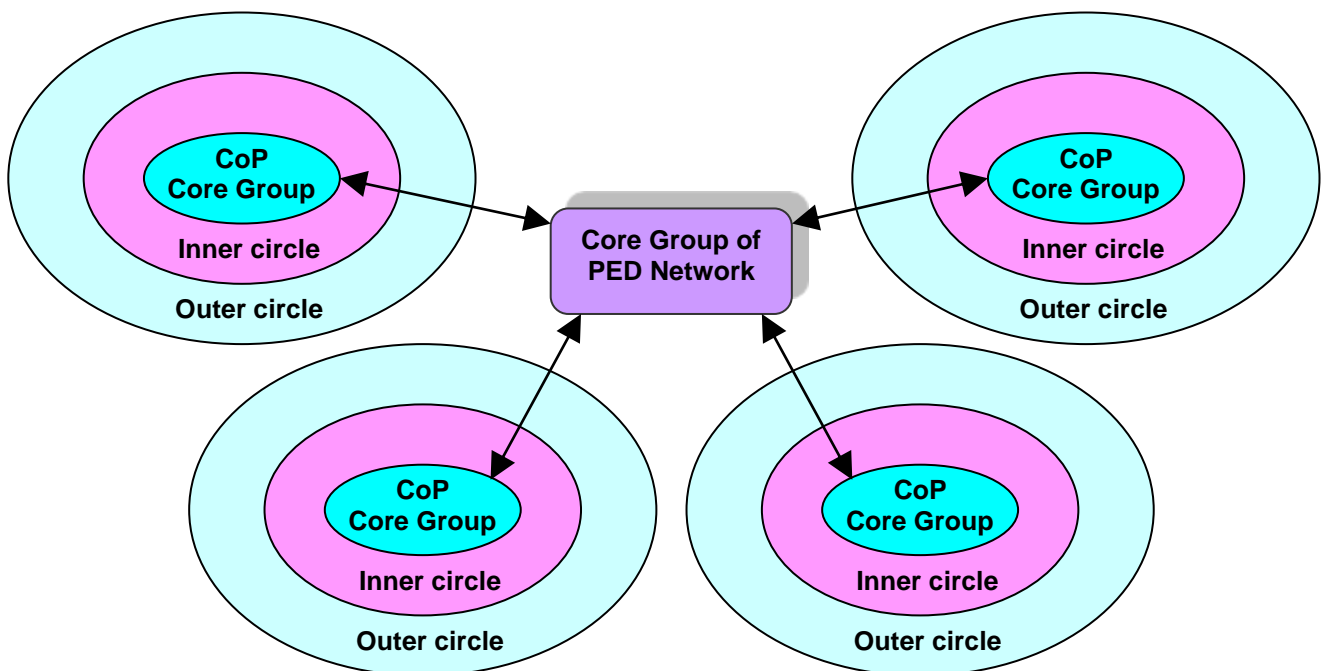 CoP
Core Group
Inner circle
Outer circle
Core Group of
PED Network
CoP
Core Group
Inner circle
Outer circle
CoP
Core Group
Inner circle
Outer circle
CoP
Core Group
Inner circle
Outer circle